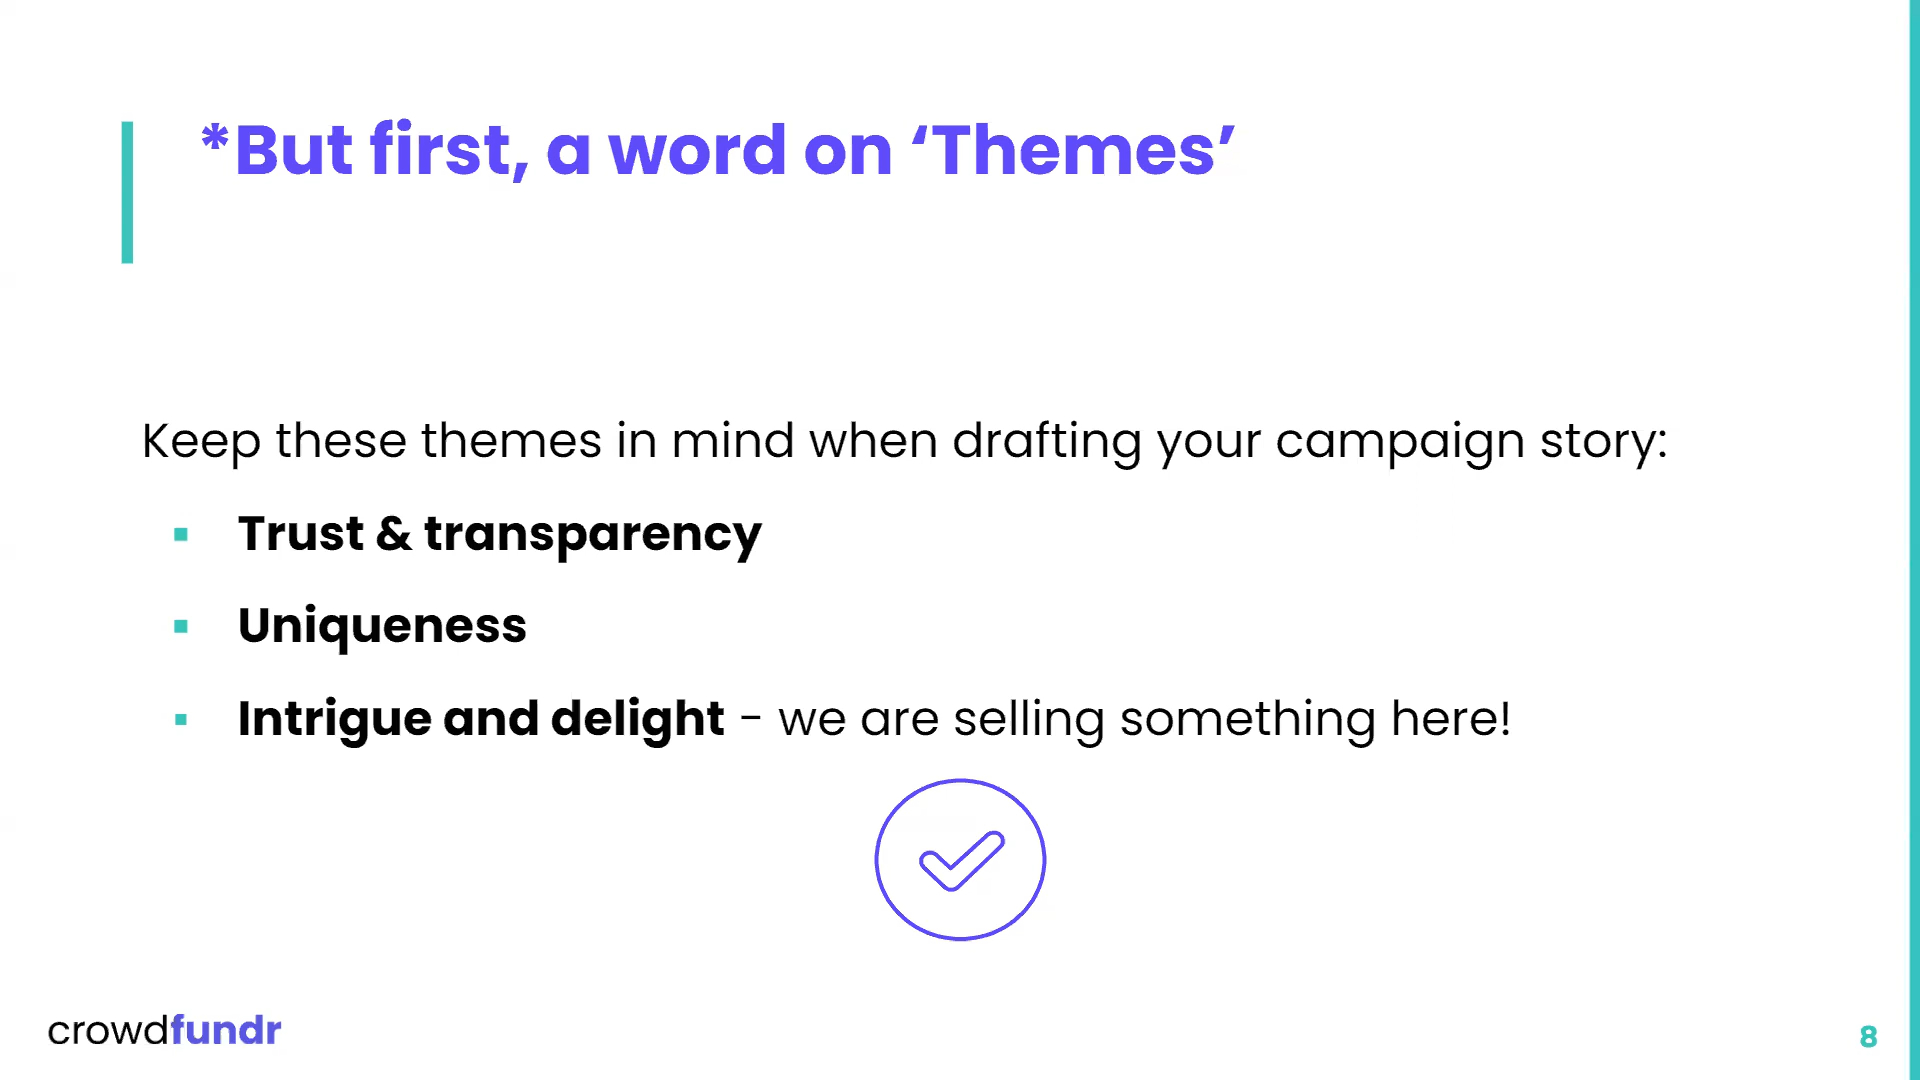 *But first, a word on ‘Themes’
Keep these themes in mind when drafting your campaign story:
▪ Trust & transparency
▪ Uniqueness
▪ Intrigue and delight - we are selling something here!
crowdfundr
8